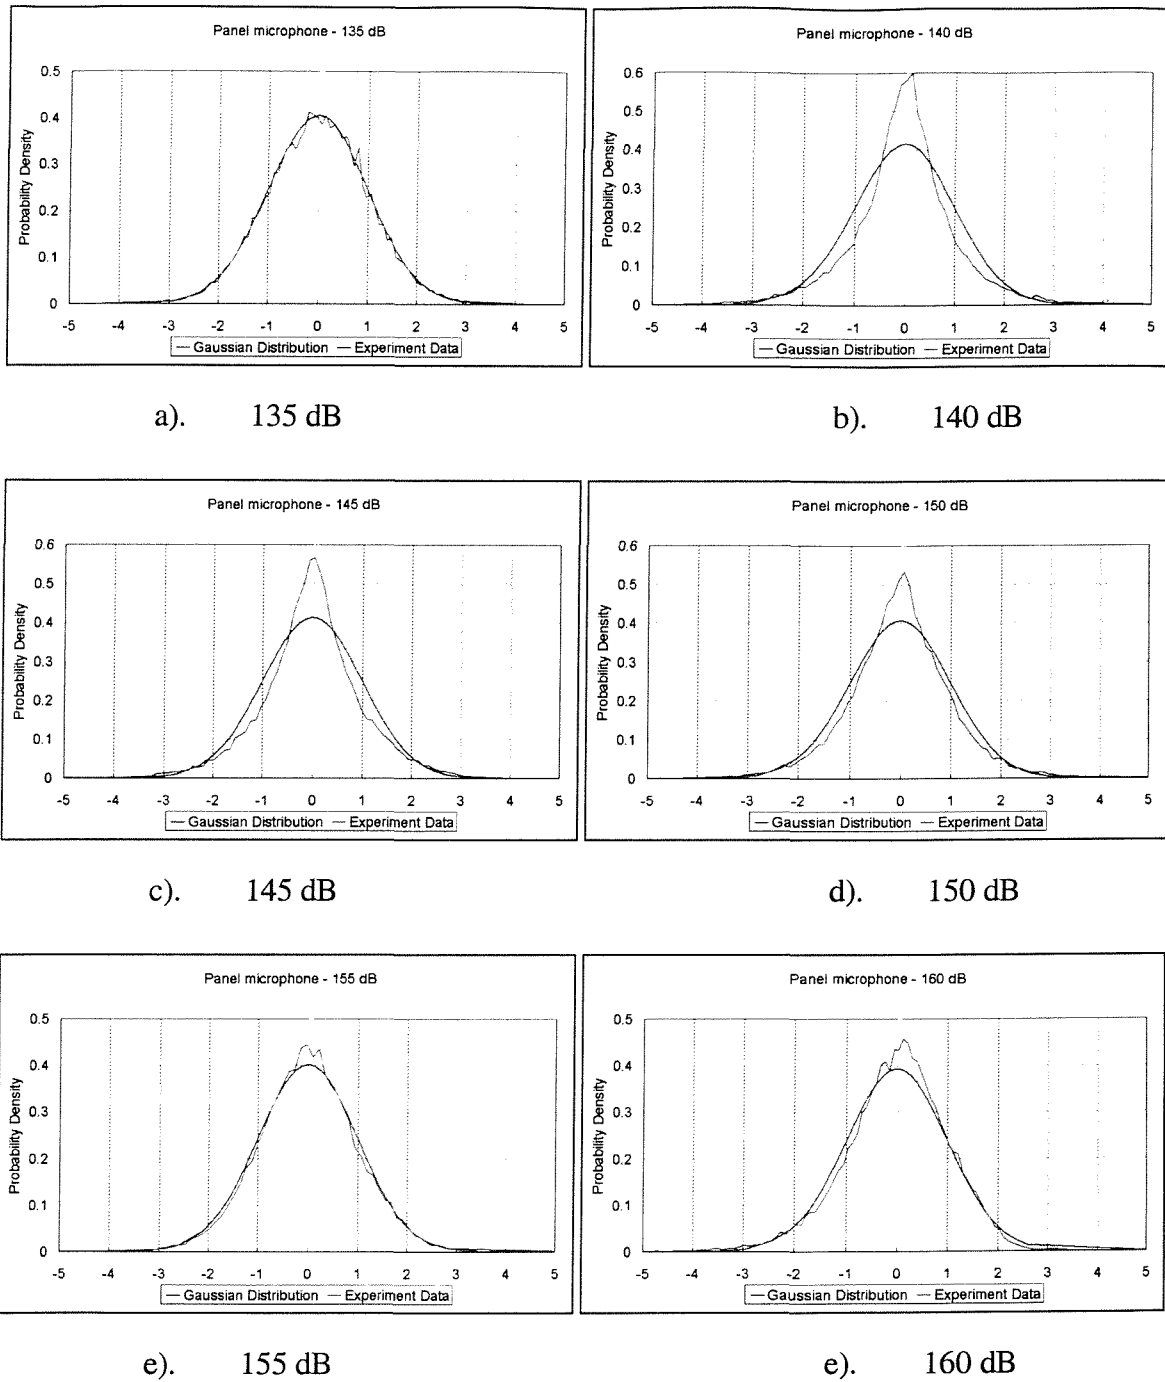 Panel microphone - 135 dB
Probability Density
0.5
0.4
0.3
0.2
0.1
0
-5 -4 -3 -2 -1 0 1 2 3 4 5
Gaussian Distribution Experiment Data
a). 135 dB
Panel microphone - 140 dB
Probability Density
0.6
0.5
0.4
0.3
0.2
0.1
0
-5 -4 -3 -2 -1 0 1 2 3 4 5
Gaussian Distribution Experiment Data
b). 140 dB
Panel microphone - 145 dB
Probability Density
0.6
0.5
0.4
0.3
0.2
0.1
0
-5 -4 -3 -2 -1 0 1 2 3 4 5
Gaussian Distribution Experiment Data
c). 145 dB
Panel microphone - 150 dB
Probability Density
0.6
0.5
0.4
0.3
0.2
0.1
0
-5 -4 -3 -2 -1 0 1 2 3 4 5
Gaussian Distribution Experiment Data
d). 150 dB
Panel microphone - 155 dB
Probability Density
0.5
0.4
0.3
0.2
0.1
0
-5 -4 -3 -2 -1 0 1 2 3 4 5
Gaussian Distribution Experiment Data
e). 155 dB
Panel microphone - 160 dB
Probability Density
0.5
0.4
0.3
0.2
0.1
0
-5 -4 -3 -2 -1 0 1 2 3 4 5
Gaussian Distribution Experiment Data
e). 160 dB